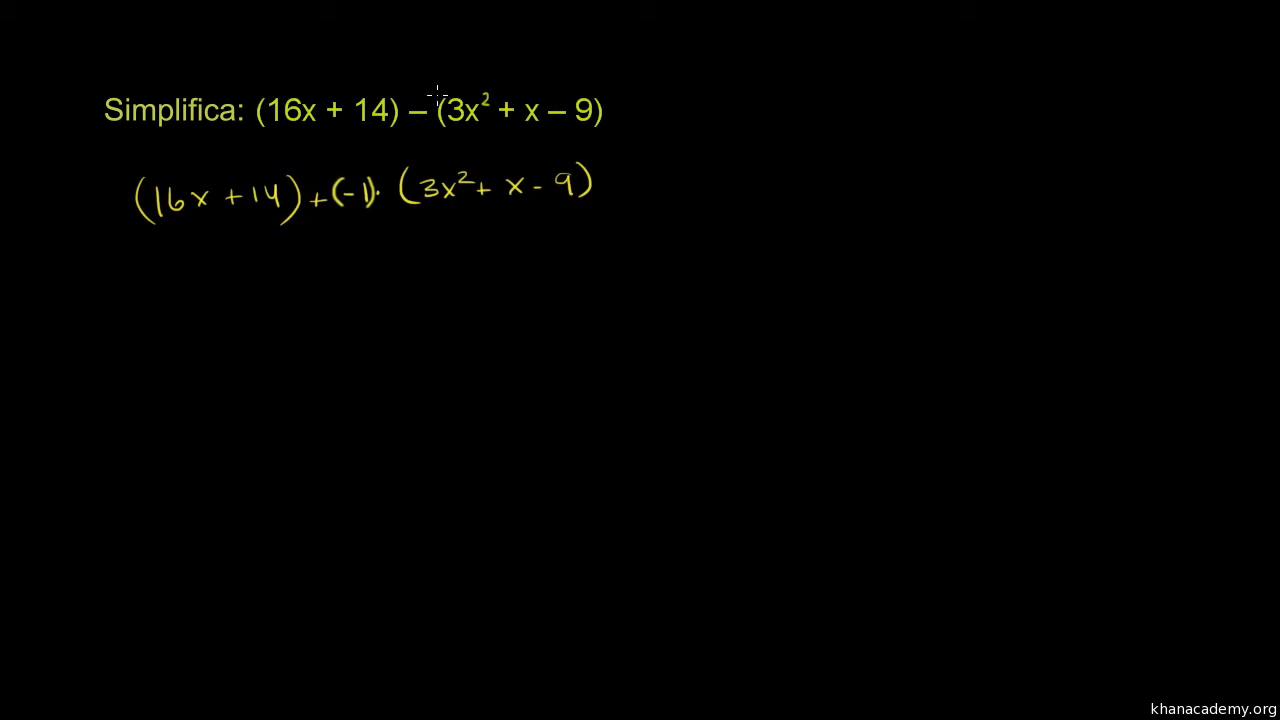 Simplifica: (16x + 14) – (3x² + x – 9)
(16x + 14) + (-1)· (3x² + x - 9)
khanacademy.org